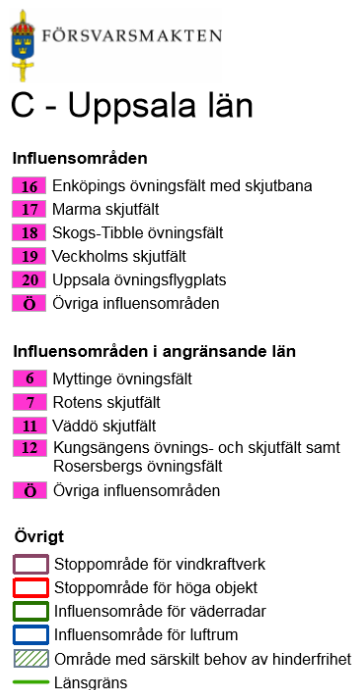 FÖRSVARSMAKTEN
C - Uppsala län
Influensområden
16 Enköpings övningsfält med skjutbana
17 Marma skjutfält
18 Skogs-Tibble övningsfält
19 Veckholms skjutfält
20 Uppsala övningsflygplats
Ö Övriga influensområden
Influensområden i angränsande län
6 Myttinge övningsfält
7 Rotens skjutfält
11 Väddö skjutfält
12 Kungsängens övnings- och skjutfält samt
Rosersbergs övningsfält
Ö Övriga influensområden
Övrigt
Stoppområde för vindkraftverk
Stoppområde för höga objekt
Influensområde för väderradar
Influensområde för luftrum
Område med särskilt behov av hinderfrihet
Länsgräns